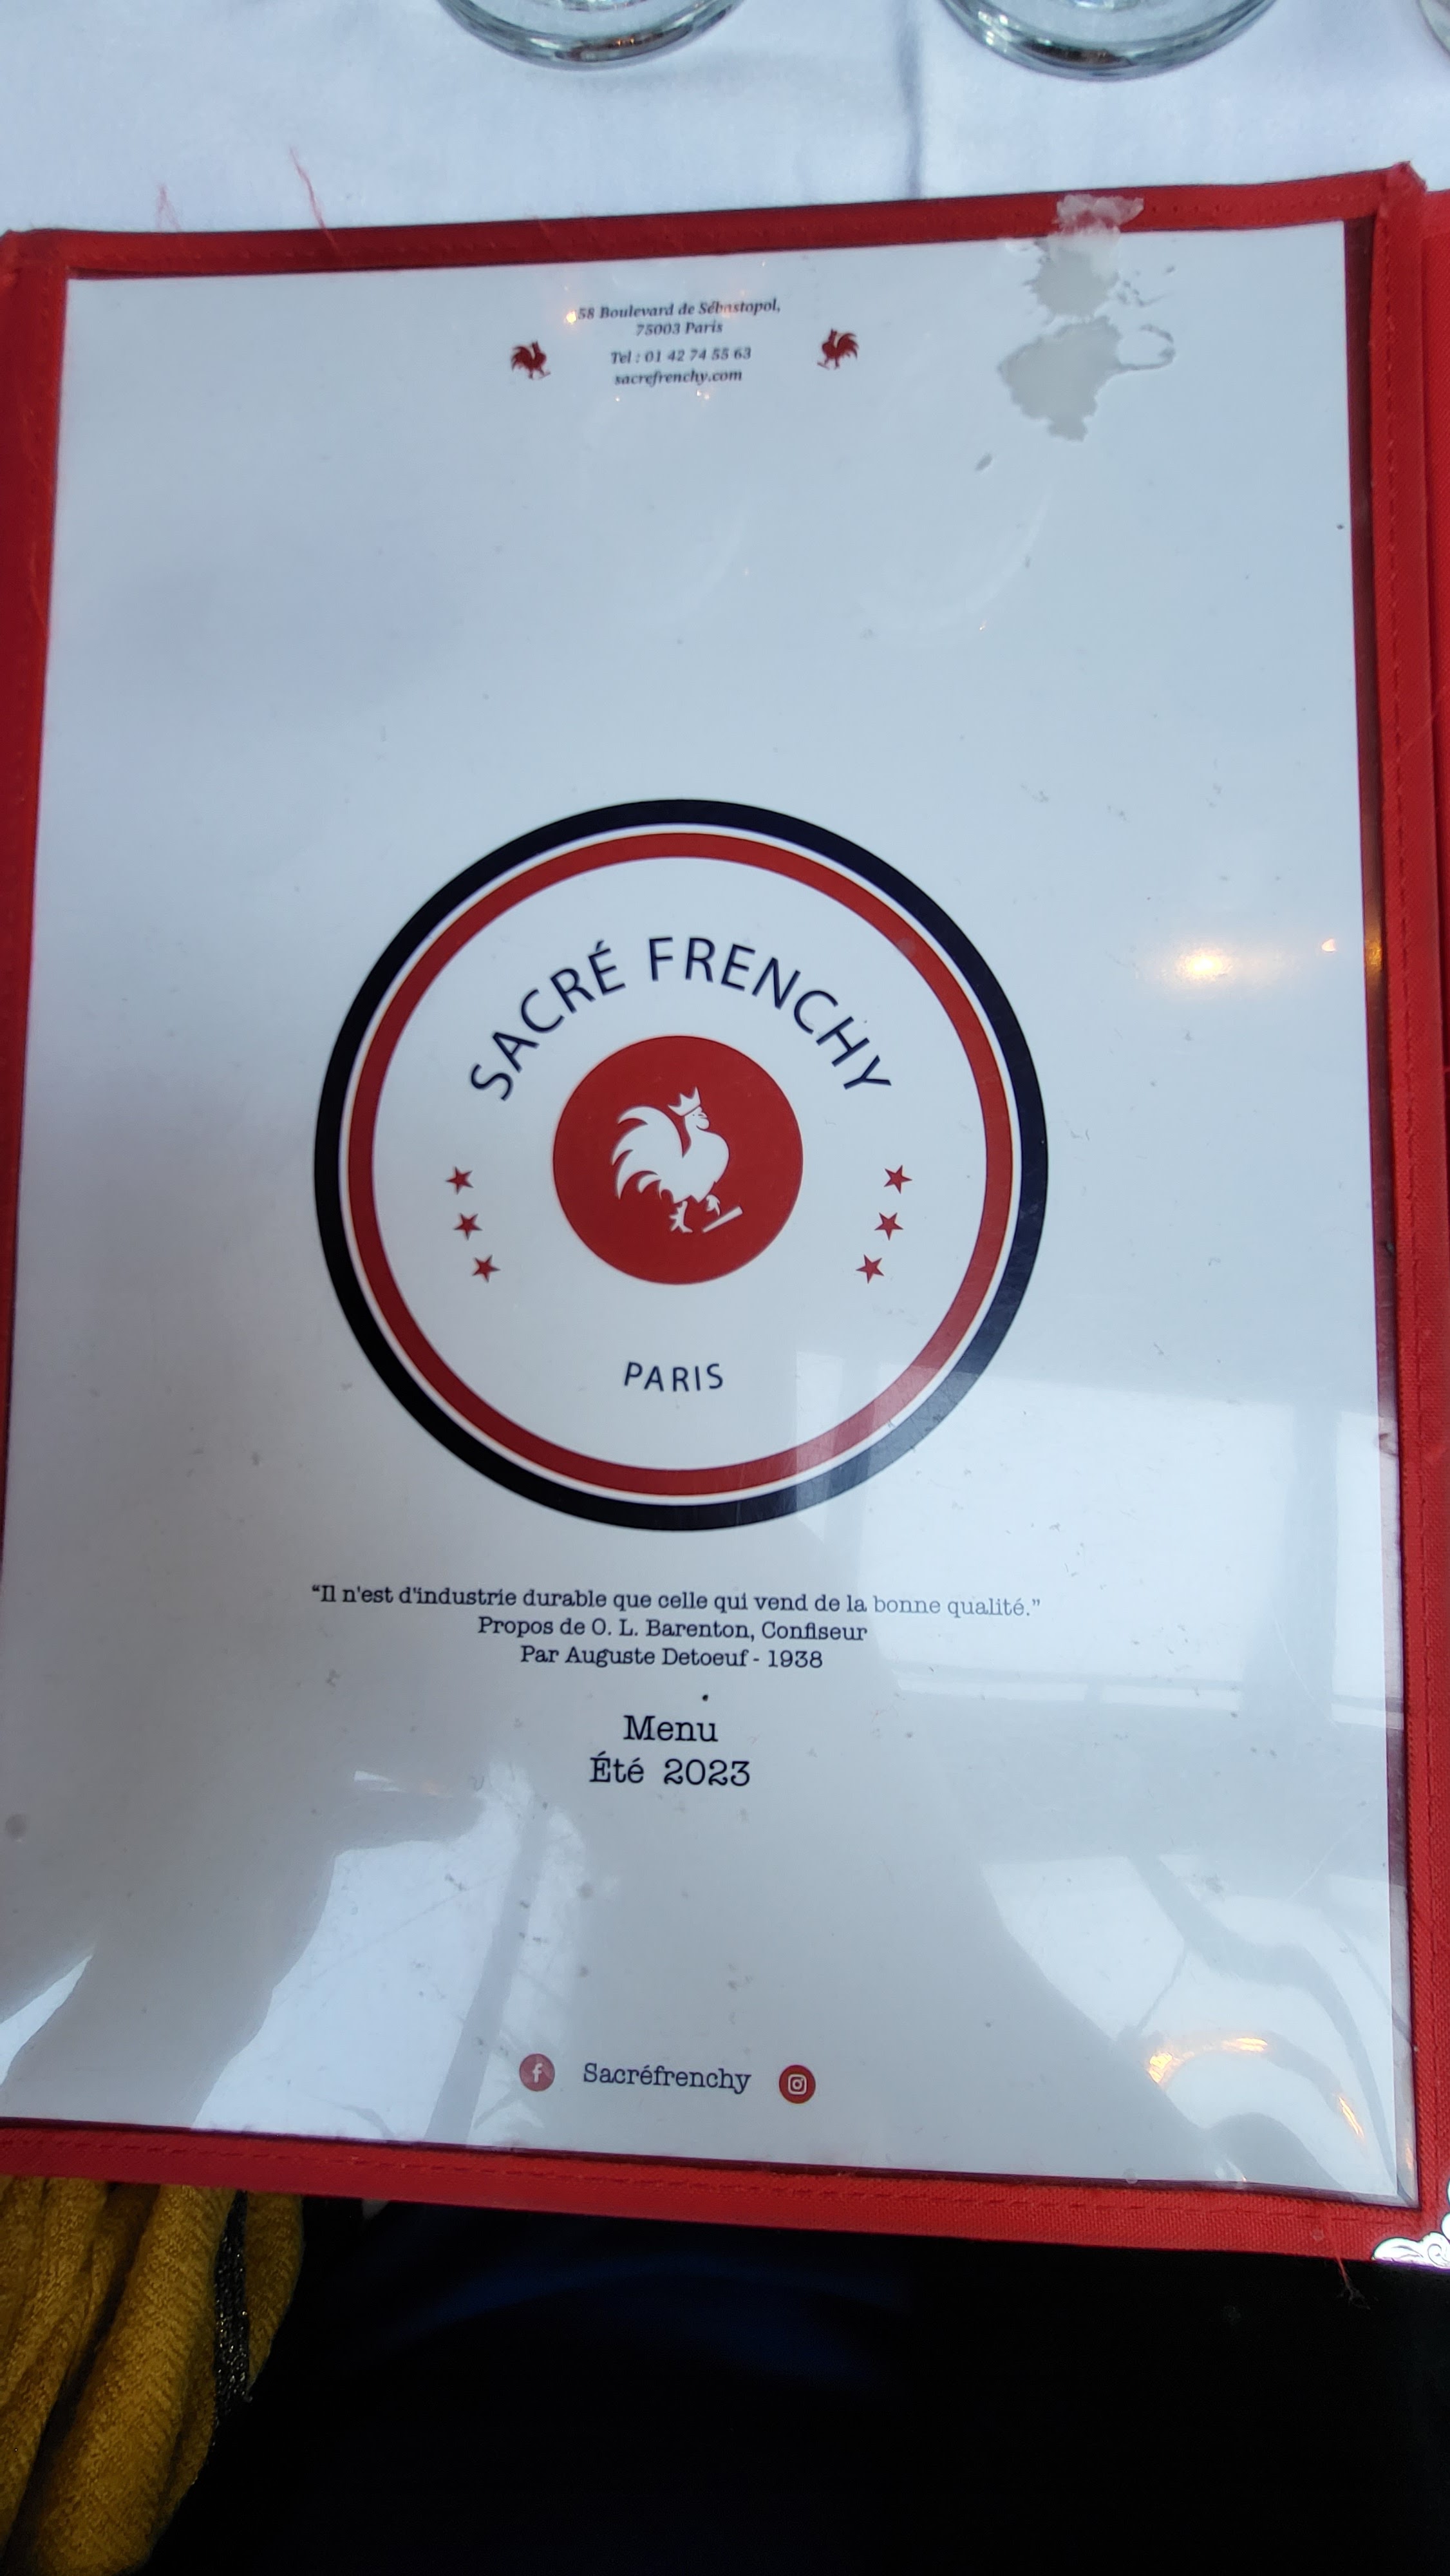 58 Boulevard de Sébastopol,
75003 Paris
Tel : 01 42 74 55 63
sacrefrenchy.com
SACRÉ FRENCHY
PARIS
“Il n'est d'industrie durable que celle qui vend de la bonne qualité.”
Propos de O. L. Barenton, Confiseur
Par Auguste Detoeuf - 1938
Menu
Été 2023
Sacréfrenchy